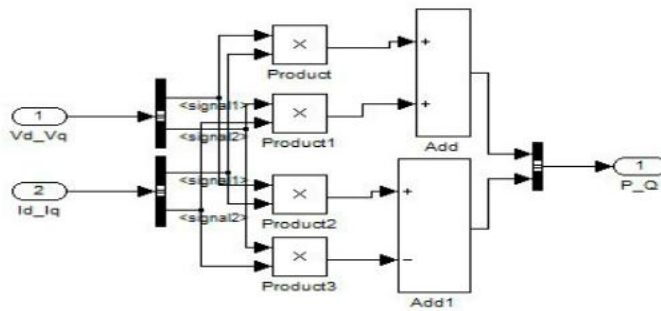 ×
Product
+
1
Vd_Vq
<signal1>
<signal2>
×
Product1
+
Add
2
Id_Iq
<signal1>
<signal2>
×
Product2
+
1
P_Q
×
Product3
−
Add1